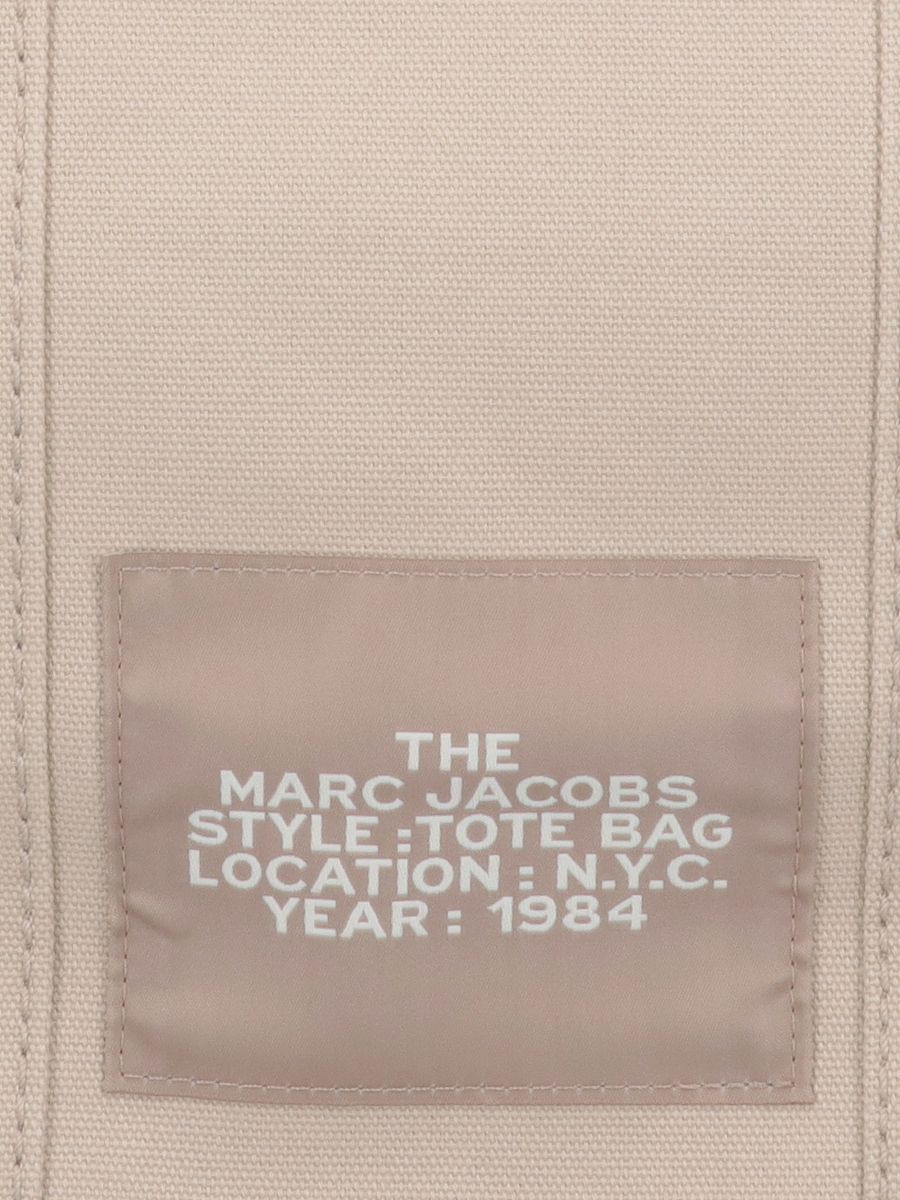 THE
MARC JACOBS
STYLE :TOTE BAG
LOCATION : N.Y.C.
YEAR : 1984